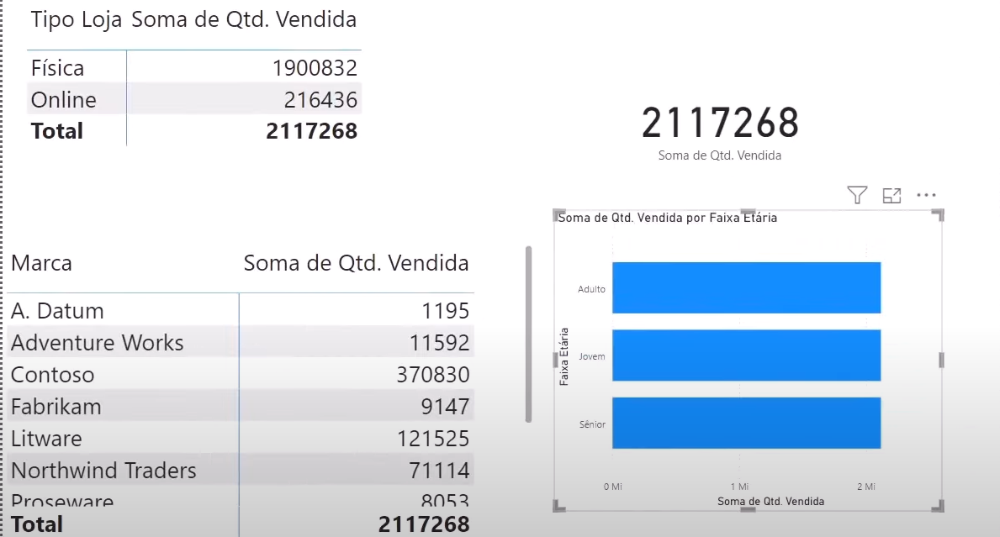 Tipo Loja Soma de Qtd. Vendida
Física 1900832
Online 216436
Total 2117268
2117268
Soma de Qtd. Vendida
Marca Soma de Qtd. Vendida
A. Datum 1195
Adventure Works 11592
Contoso 370830
Fabrikam 9147
Litware 121525
Northwind Traders 71114
Proseware 8053
Total 2117268
Soma de Qtd. Vendida por Faixa Etária
Faixa Etária
Adulto
Jovem
Sênior
0 Mi 1 Mi 2 Mi
Soma de Qtd. Vendida